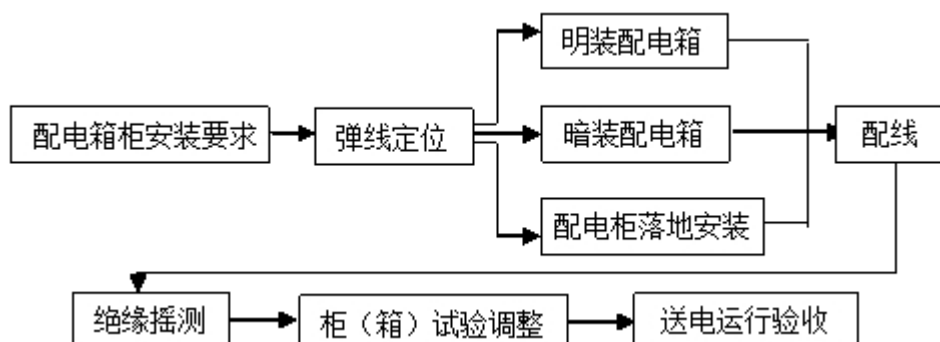 明装配电箱
配电箱柜安装要求
弹线定位
暗装配电箱
配线
配电柜落地安装
绝缘摇测
柜（箱）试验调整
送电运行验收